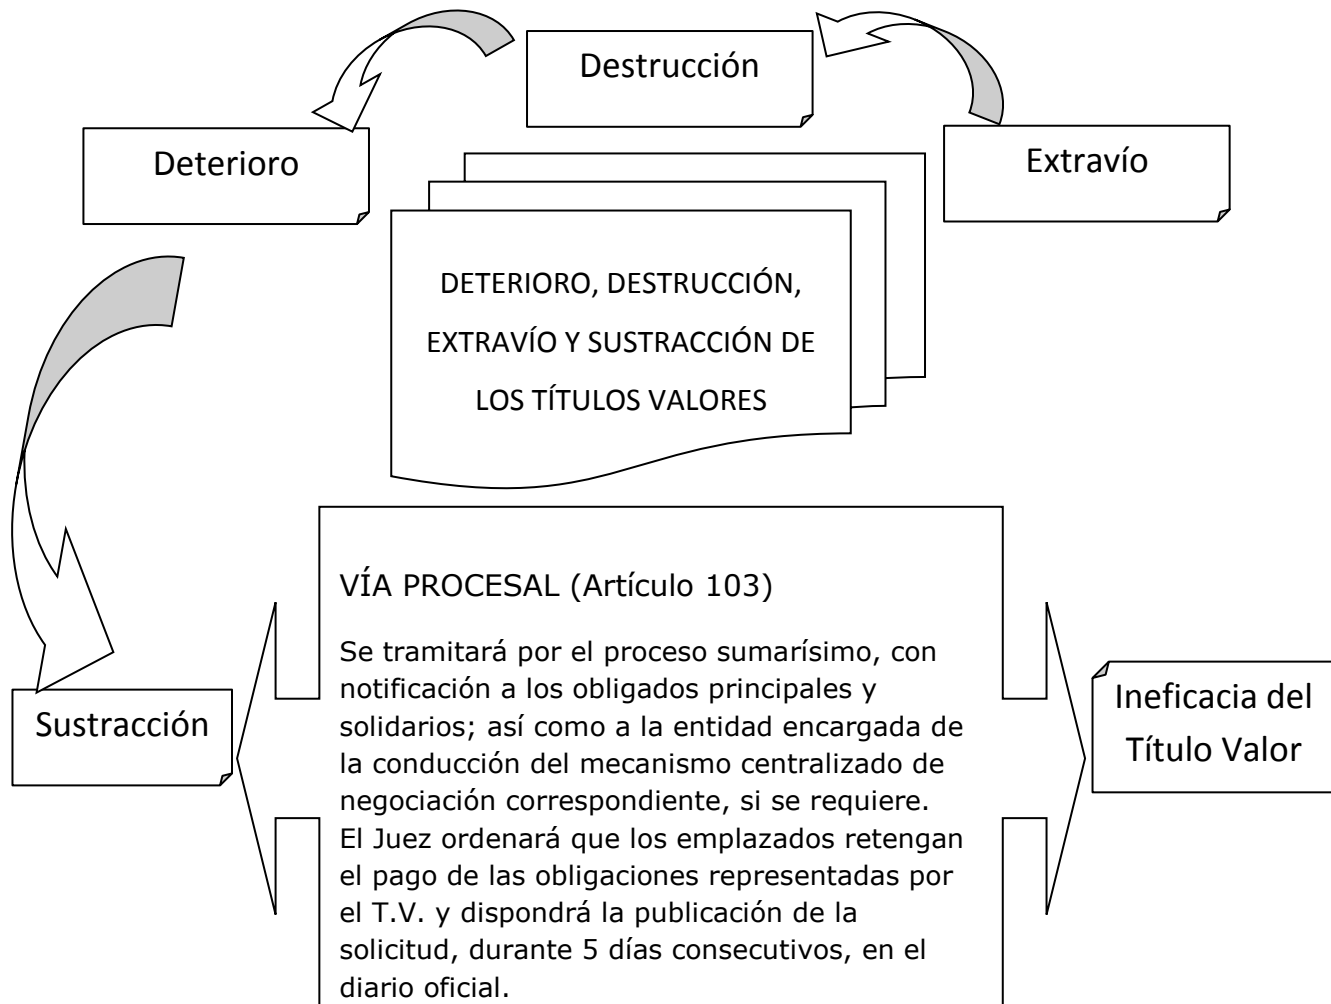 Destrucción
Deterioro
Extravío
DETERIORO, DESTRUCCIÓN,
EXTRAVÍO Y SUSTRACCIÓN DE
LOS TÍTULOS VALORES
VÍA PROCESAL (Artículo 103)
Se tramitará por el proceso sumarísimo, con
notificación a los obligados principales y
solidarios; así como a la entidad encargada de
la conducción del mecanismo centralizado de
negociación correspondiente, si se requiere.
El Juez ordenará que los emplazados retengan
el pago de las obligaciones representadas por
el T.V. y dispondrá la publicación de la
solicitud, durante 5 días consecutivos, en el
diario oficial.
Sustracción
Ineficacia del
Título Valor